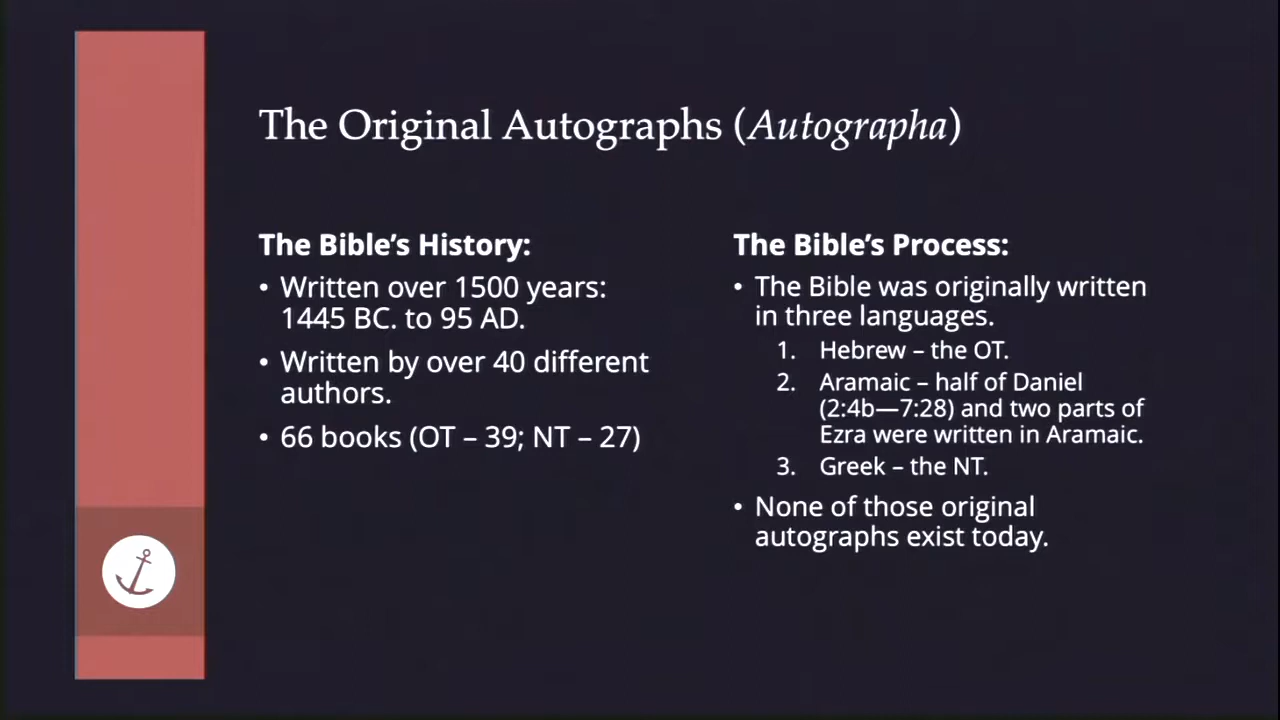 The Original Autographs (Autographa)
The Bible’s History:
• Written over 1500 years:
1445 BC. to 95 AD.
• Written by over 40 different
authors.
• 66 books (OT – 39; NT – 27)
The Bible’s Process:
• The Bible was originally written
in three languages.
1. Hebrew – the OT.
2. Aramaic – half of Daniel
(2:4b—7:28) and two parts of
Ezra were written in Aramaic.
3. Greek – the NT.
• None of those original
autographs exist today.